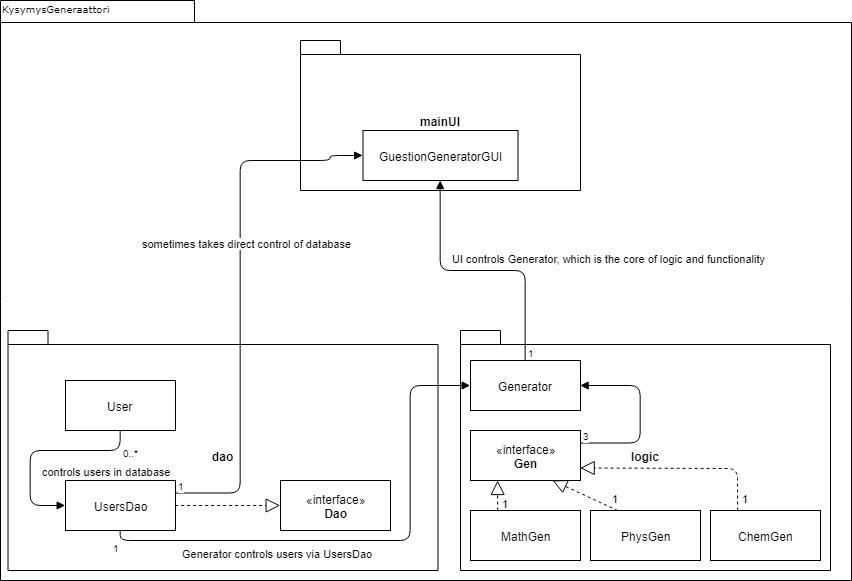 KysymysGeneraattori
mainUI
GuestionGeneratorGUI
sometimes takes direct control of database
UI controls Generator, which is the core of logic and functionality
1
Generator
User
3
0..*
dao
«interface»
Gen
logic
controls users in database
1
UsersDao
«interface»
Dao
1
1
1
MathGen
PhysGen
ChemGen
1
Generator controls users via UsersDao